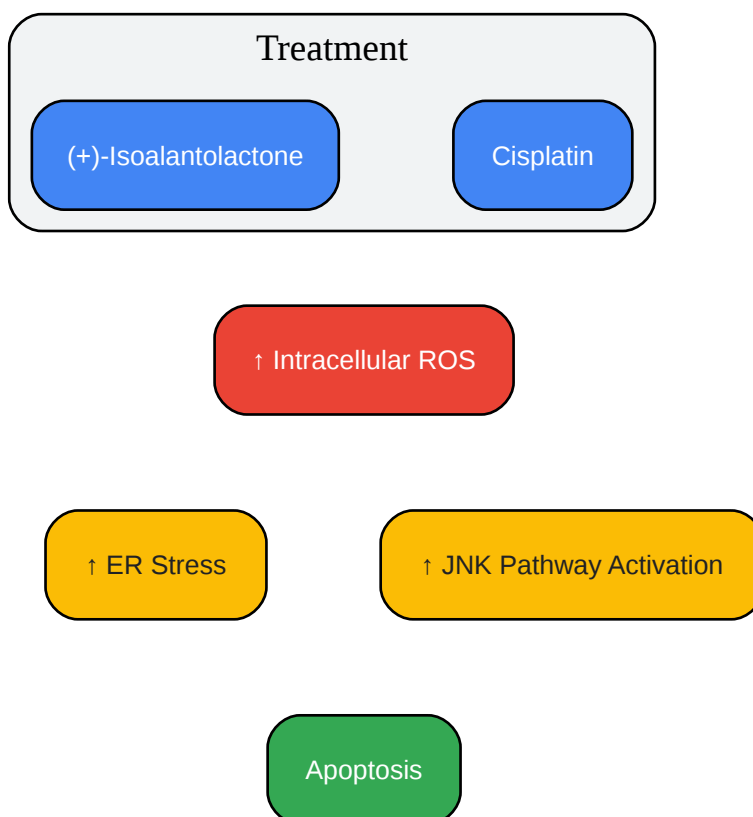 Treatment
(+)-Isoalantolactone
Cisplatin
↑ Intracellular ROS
↑ ER Stress
↑ JNK Pathway Activation
Apoptosis